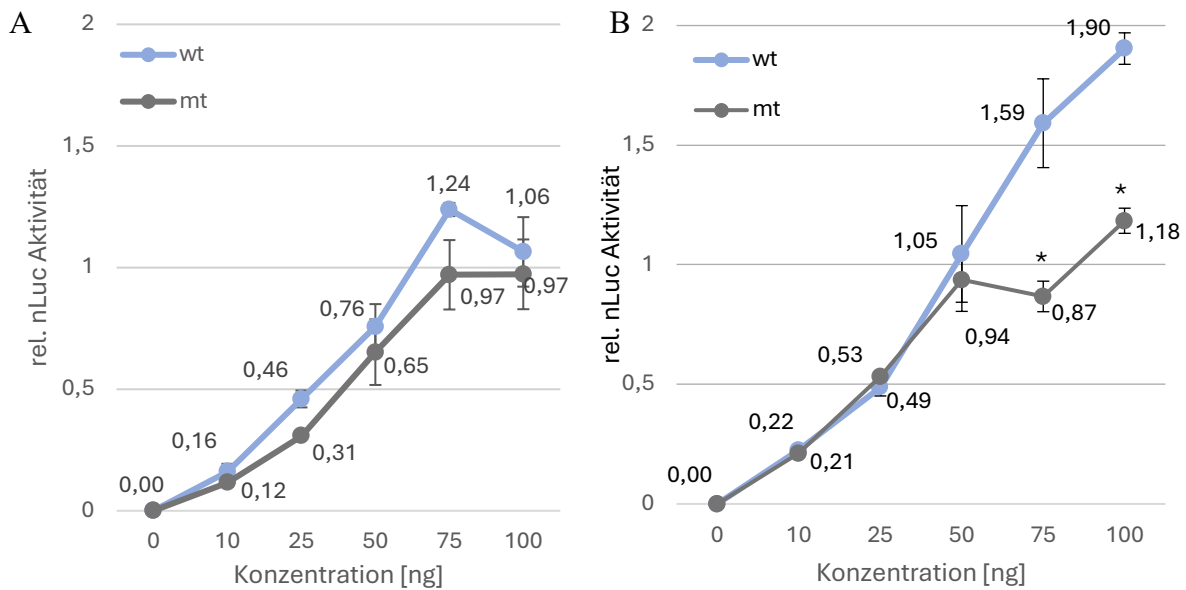 A
2
1,5
1
0,5
0
rel. nLuc Aktivität
wt
mt
0,00
0,16
0,12
0,46
0,31
0,76
0,65
1,24
0,97
1,06
0,97
0 10 25 50 75 100
Konzentration [ng]
B
2
1,5
1
0,5
0
rel. nLuc Aktivität
wt
mt
0,00
0,22
0,21
0,53
0,49
1,05
0,94
1,59
*
0,87
1,90
*
1,18
0 10 25 50 75 100
Konzentration [ng]